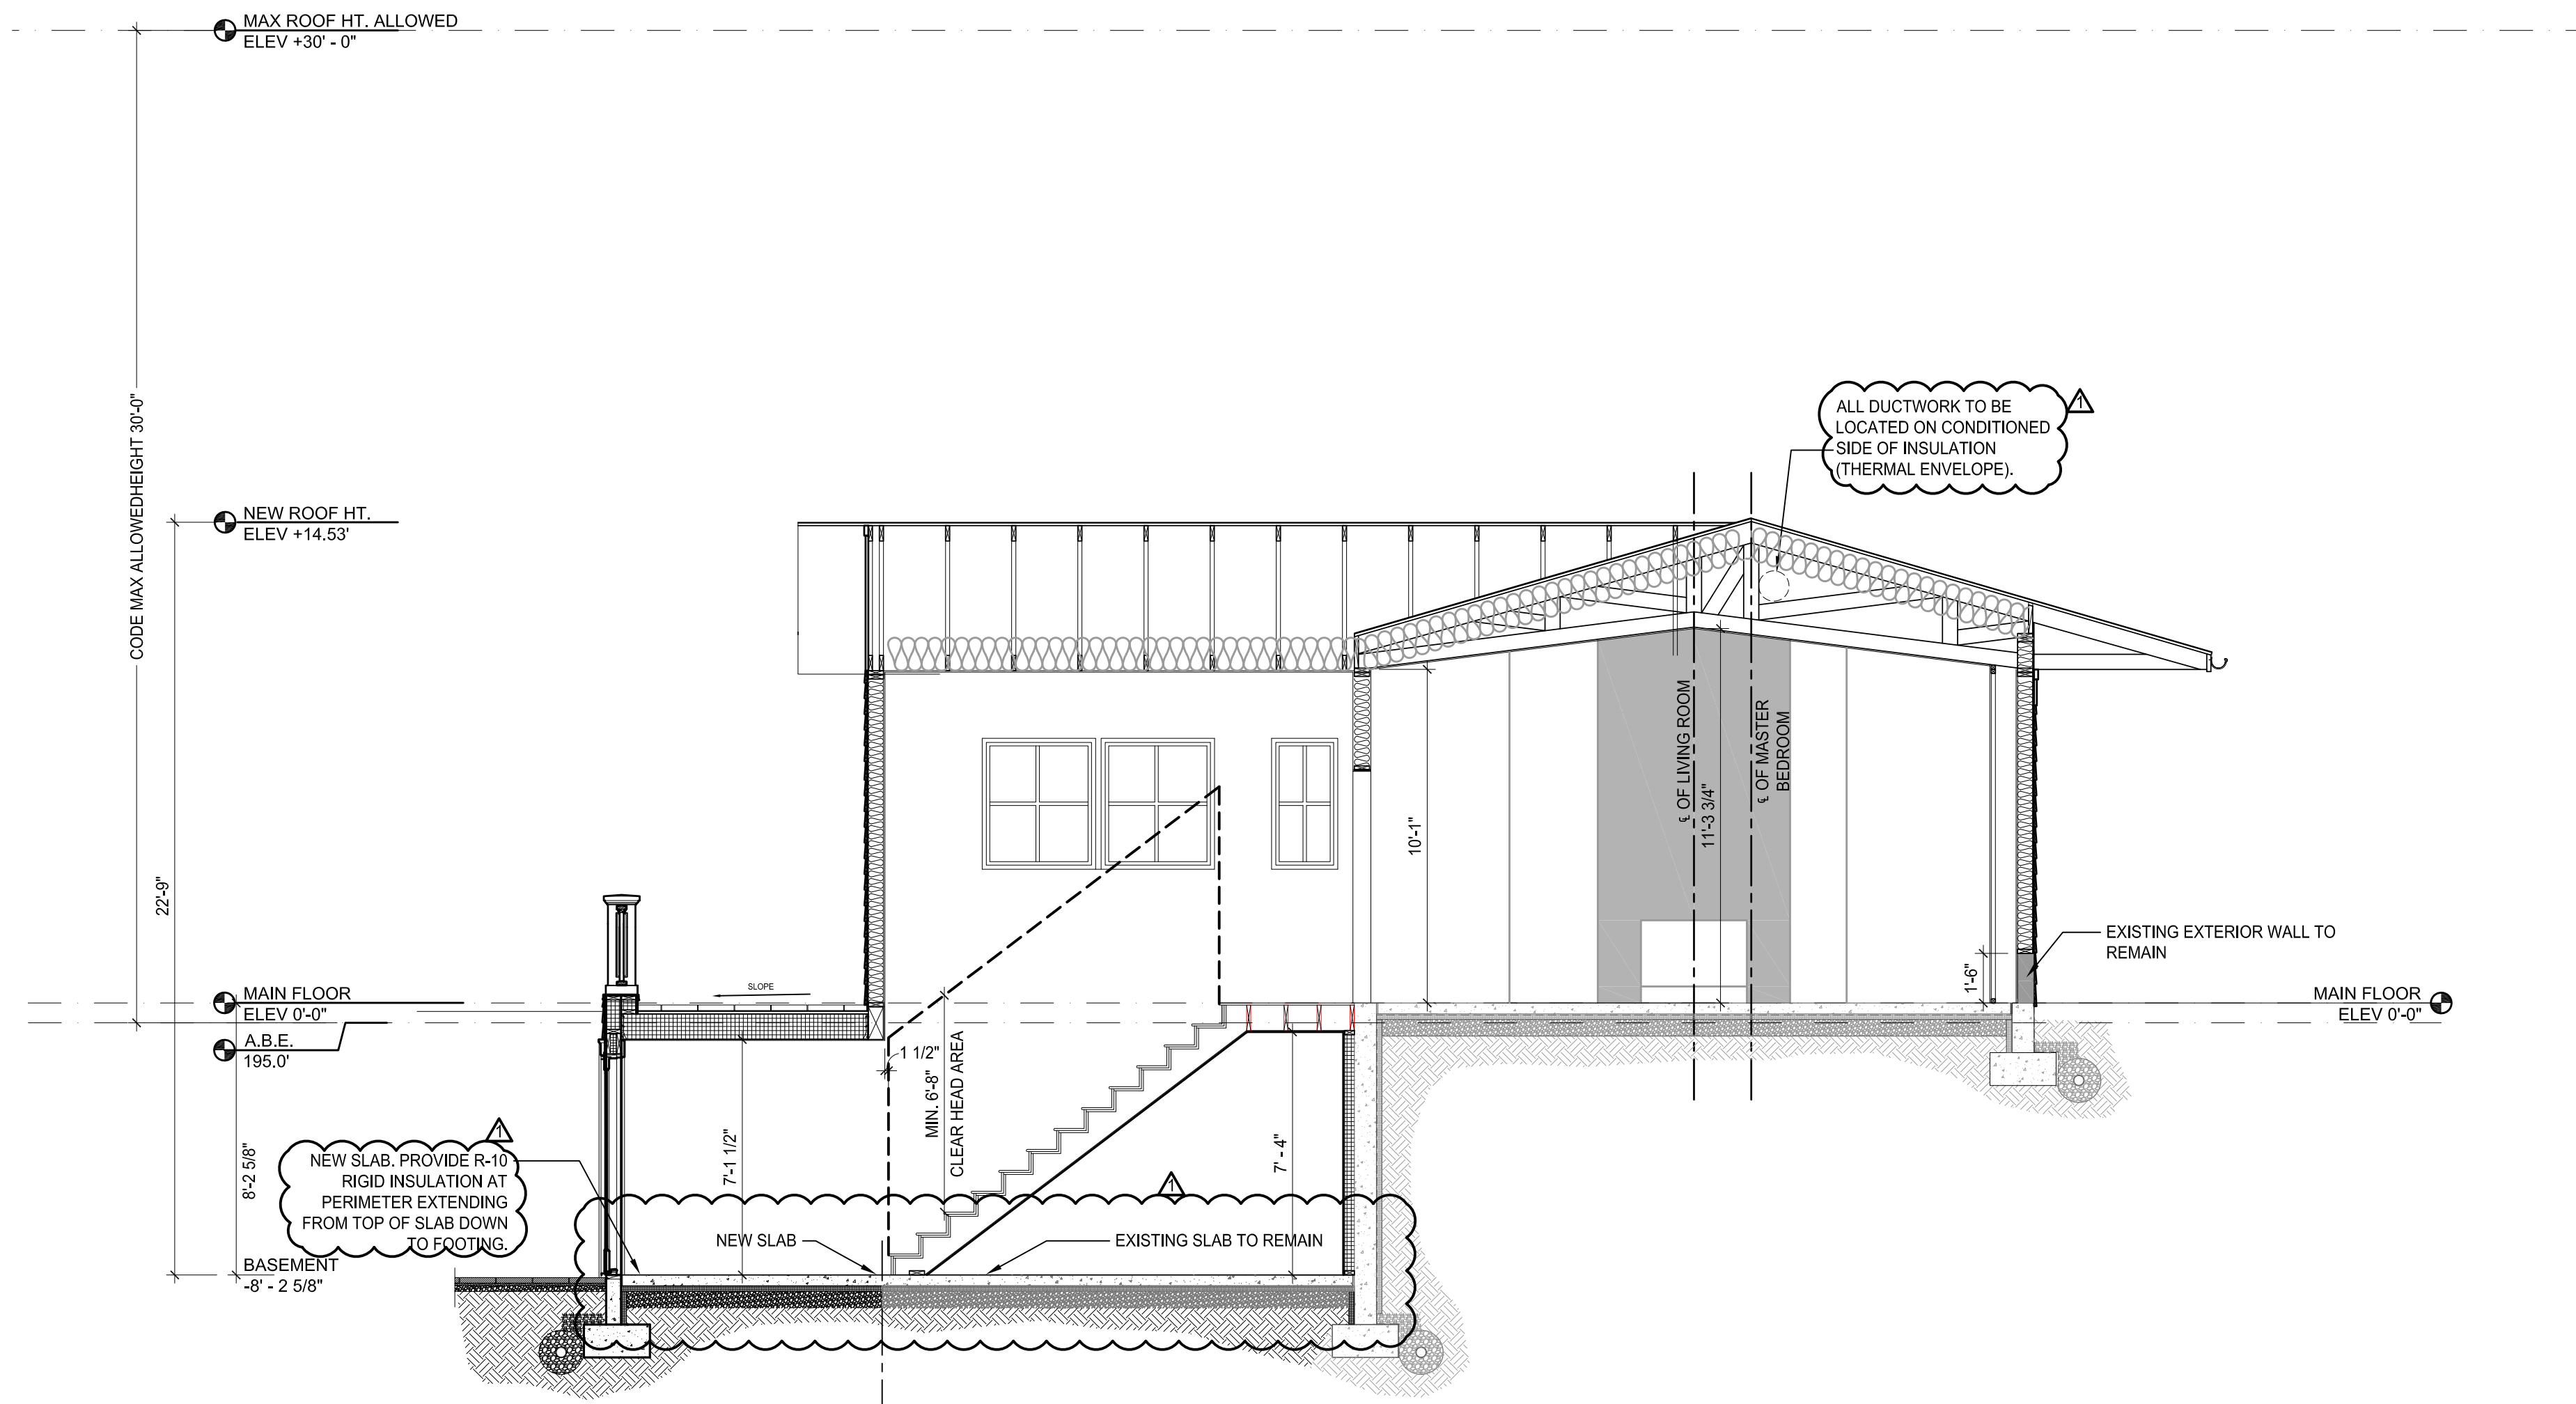 MAX ROOF HT. ALLOWED
ELEV +30' - 0"
CODE MAX ALLOWEDHEIGHT 30'-0"
ALL DUCTWORK TO BE
LOCATED ON CONDITIONED
SIDE OF INSULATION
(THERMAL ENVELOPE).
1
NEW ROOF HT.
ELEV +14.53'
22'-9"
10'-1"
℄ OF LIVING ROOM
11'-3 3/4"
℄ OF MASTER
BEDROOM
EXISTING EXTERIOR WALL TO
REMAIN
1'-6"
SLOPE
MAIN FLOOR
ELEV 0'-0"
MAIN FLOOR
ELEV 0'-0"
A.B.E.
195.0'
1 1/2"
MIN. 6'-8"
CLEAR HEAD AREA
7'-1 1/2"
7' - 4"
8'-2 5/8"
1
NEW SLAB. PROVIDE R-10
RIGID INSULATION AT
PERIMETER EXTENDING
FROM TOP OF SLAB DOWN
TO FOOTING.
1
NEW SLAB
EXISTING SLAB TO REMAIN
BASEMENT
-8' - 2 5/8"